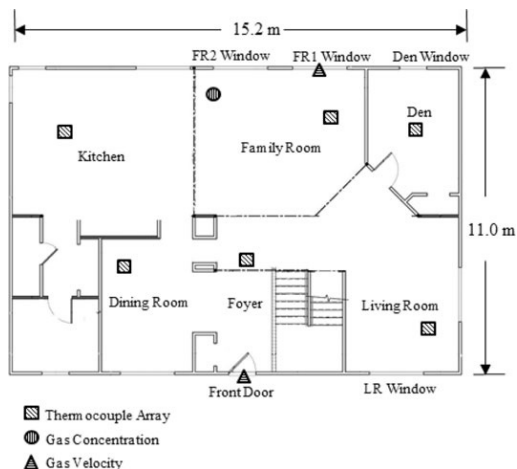 15.2 m
FR2 Window
FR1 Window
Den Window
Den
Kitchen
Family Room
11.0 m
Dining Room
Foyer
Living Room
Front Door
LR Window
Thermocouple Array
Gas Concentration
Gas Velocity